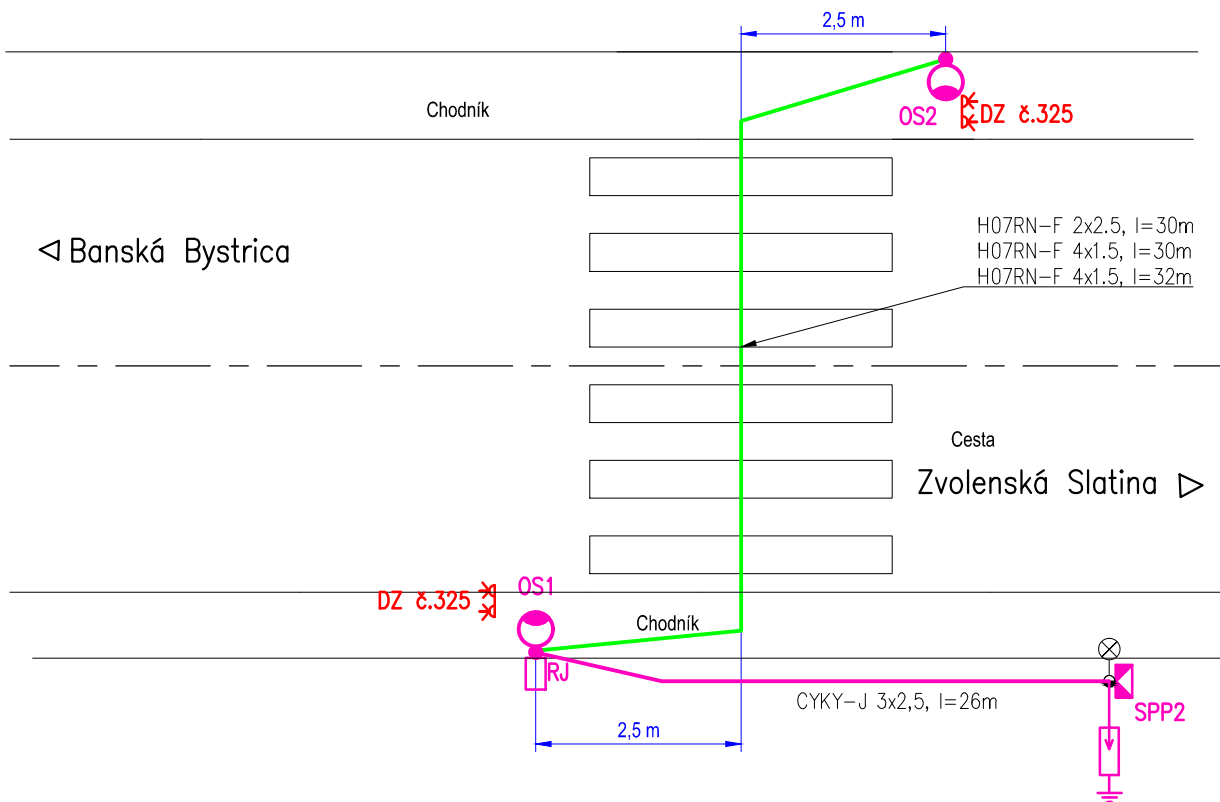 2,5 m
Chodník
OS2
DZ č.325
H07RN-F 2x2.5, l=30m
H07RN-F 4x1.5, l=30m
H07RN-F 4x1.5, l=32m
Banská Bystrica
Cesta
Zvolenská Slatina
OS1
DZ č.325
Chodník
RJ
CYKY-J 3x2,5, l=26m
SPP2
2,5 m